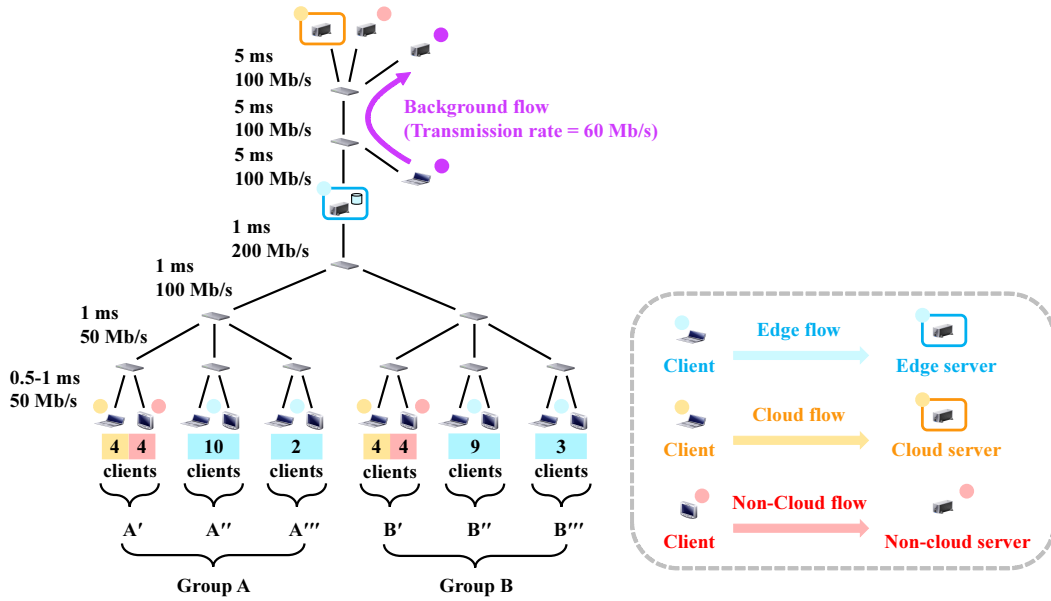 5 ms
100 Mb/s
5 ms
100 Mb/s
Background flow
(Transmission rate = 60 Mb/s)
5 ms
100 Mb/s
1 ms
200 Mb/s
1 ms
100 Mb/s
1 ms
50 Mb/s
0.5-1 ms
50 Mb/s
4 4
clients
10
clients
2
clients
4 4
clients
9
clients
3
clients
A′ A″ A‴ B′ B″ B‴
Group A Group B
Edge flow
Client Edge server
Cloud flow
Client Cloud server
Non-Cloud flow
Client Non-cloud server